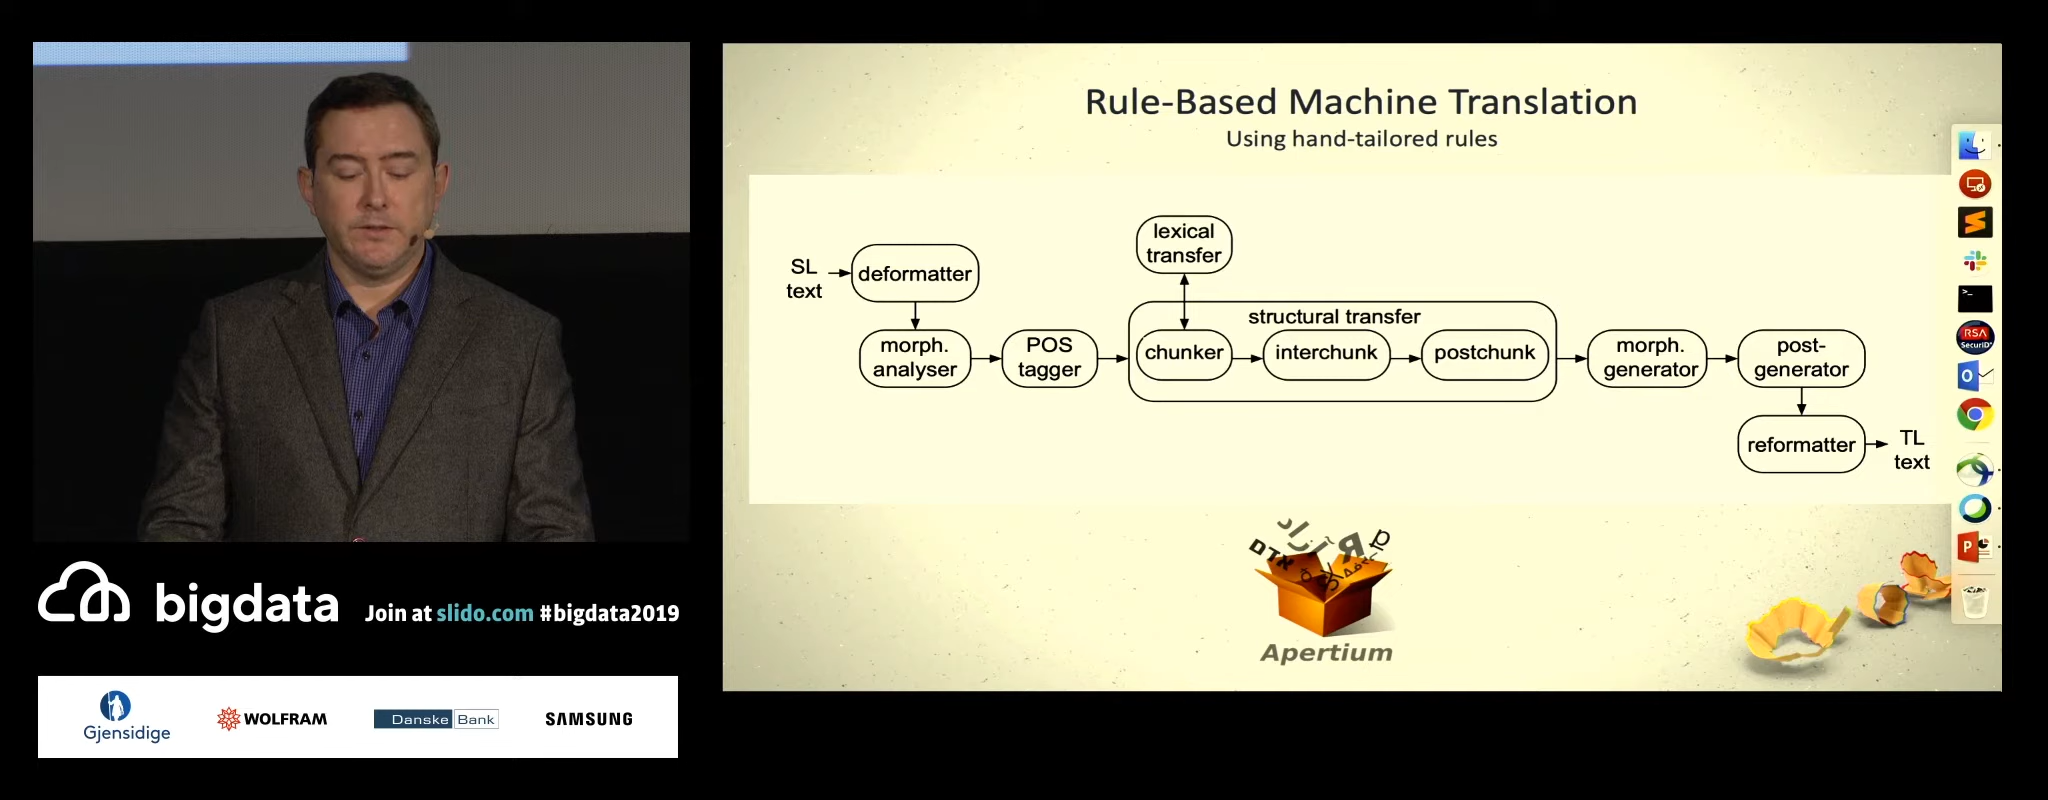 bigdata
Join at slido.com #bigdata2019
Gjensidige
WOLFRAM
Danske Bank
SAMSUNG
Rule-Based Machine Translation
Using hand-tailored rules
SL
text
deformatter
morph.
analyser
POS
tagger
lexical
transfer
structural transfer
chunker
interchunk
postchunk
morph.
generator
post-
generator
reformatter
TL
text
Apertium
RSA
SecurID